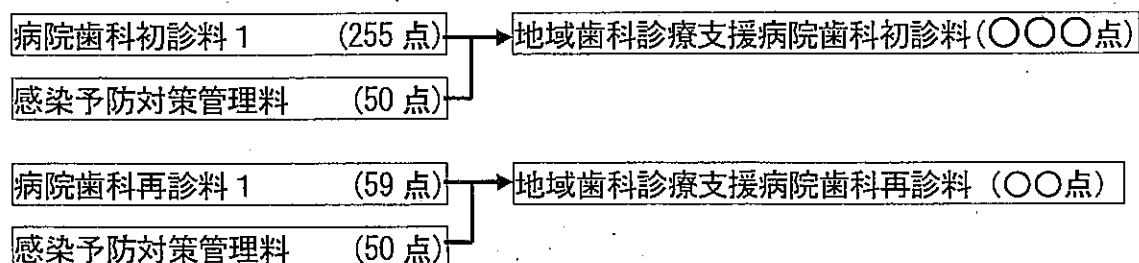 病院歯科初診料1 (255点) 地域歯科診療支援病院歯科初診料(○○○点)
感染予防対策管理料 (50点)
病院歯科再診料1 (59点) 地域歯科診療支援病院歯科再診料 (○○点)
感染予防対策管理料 (50点)